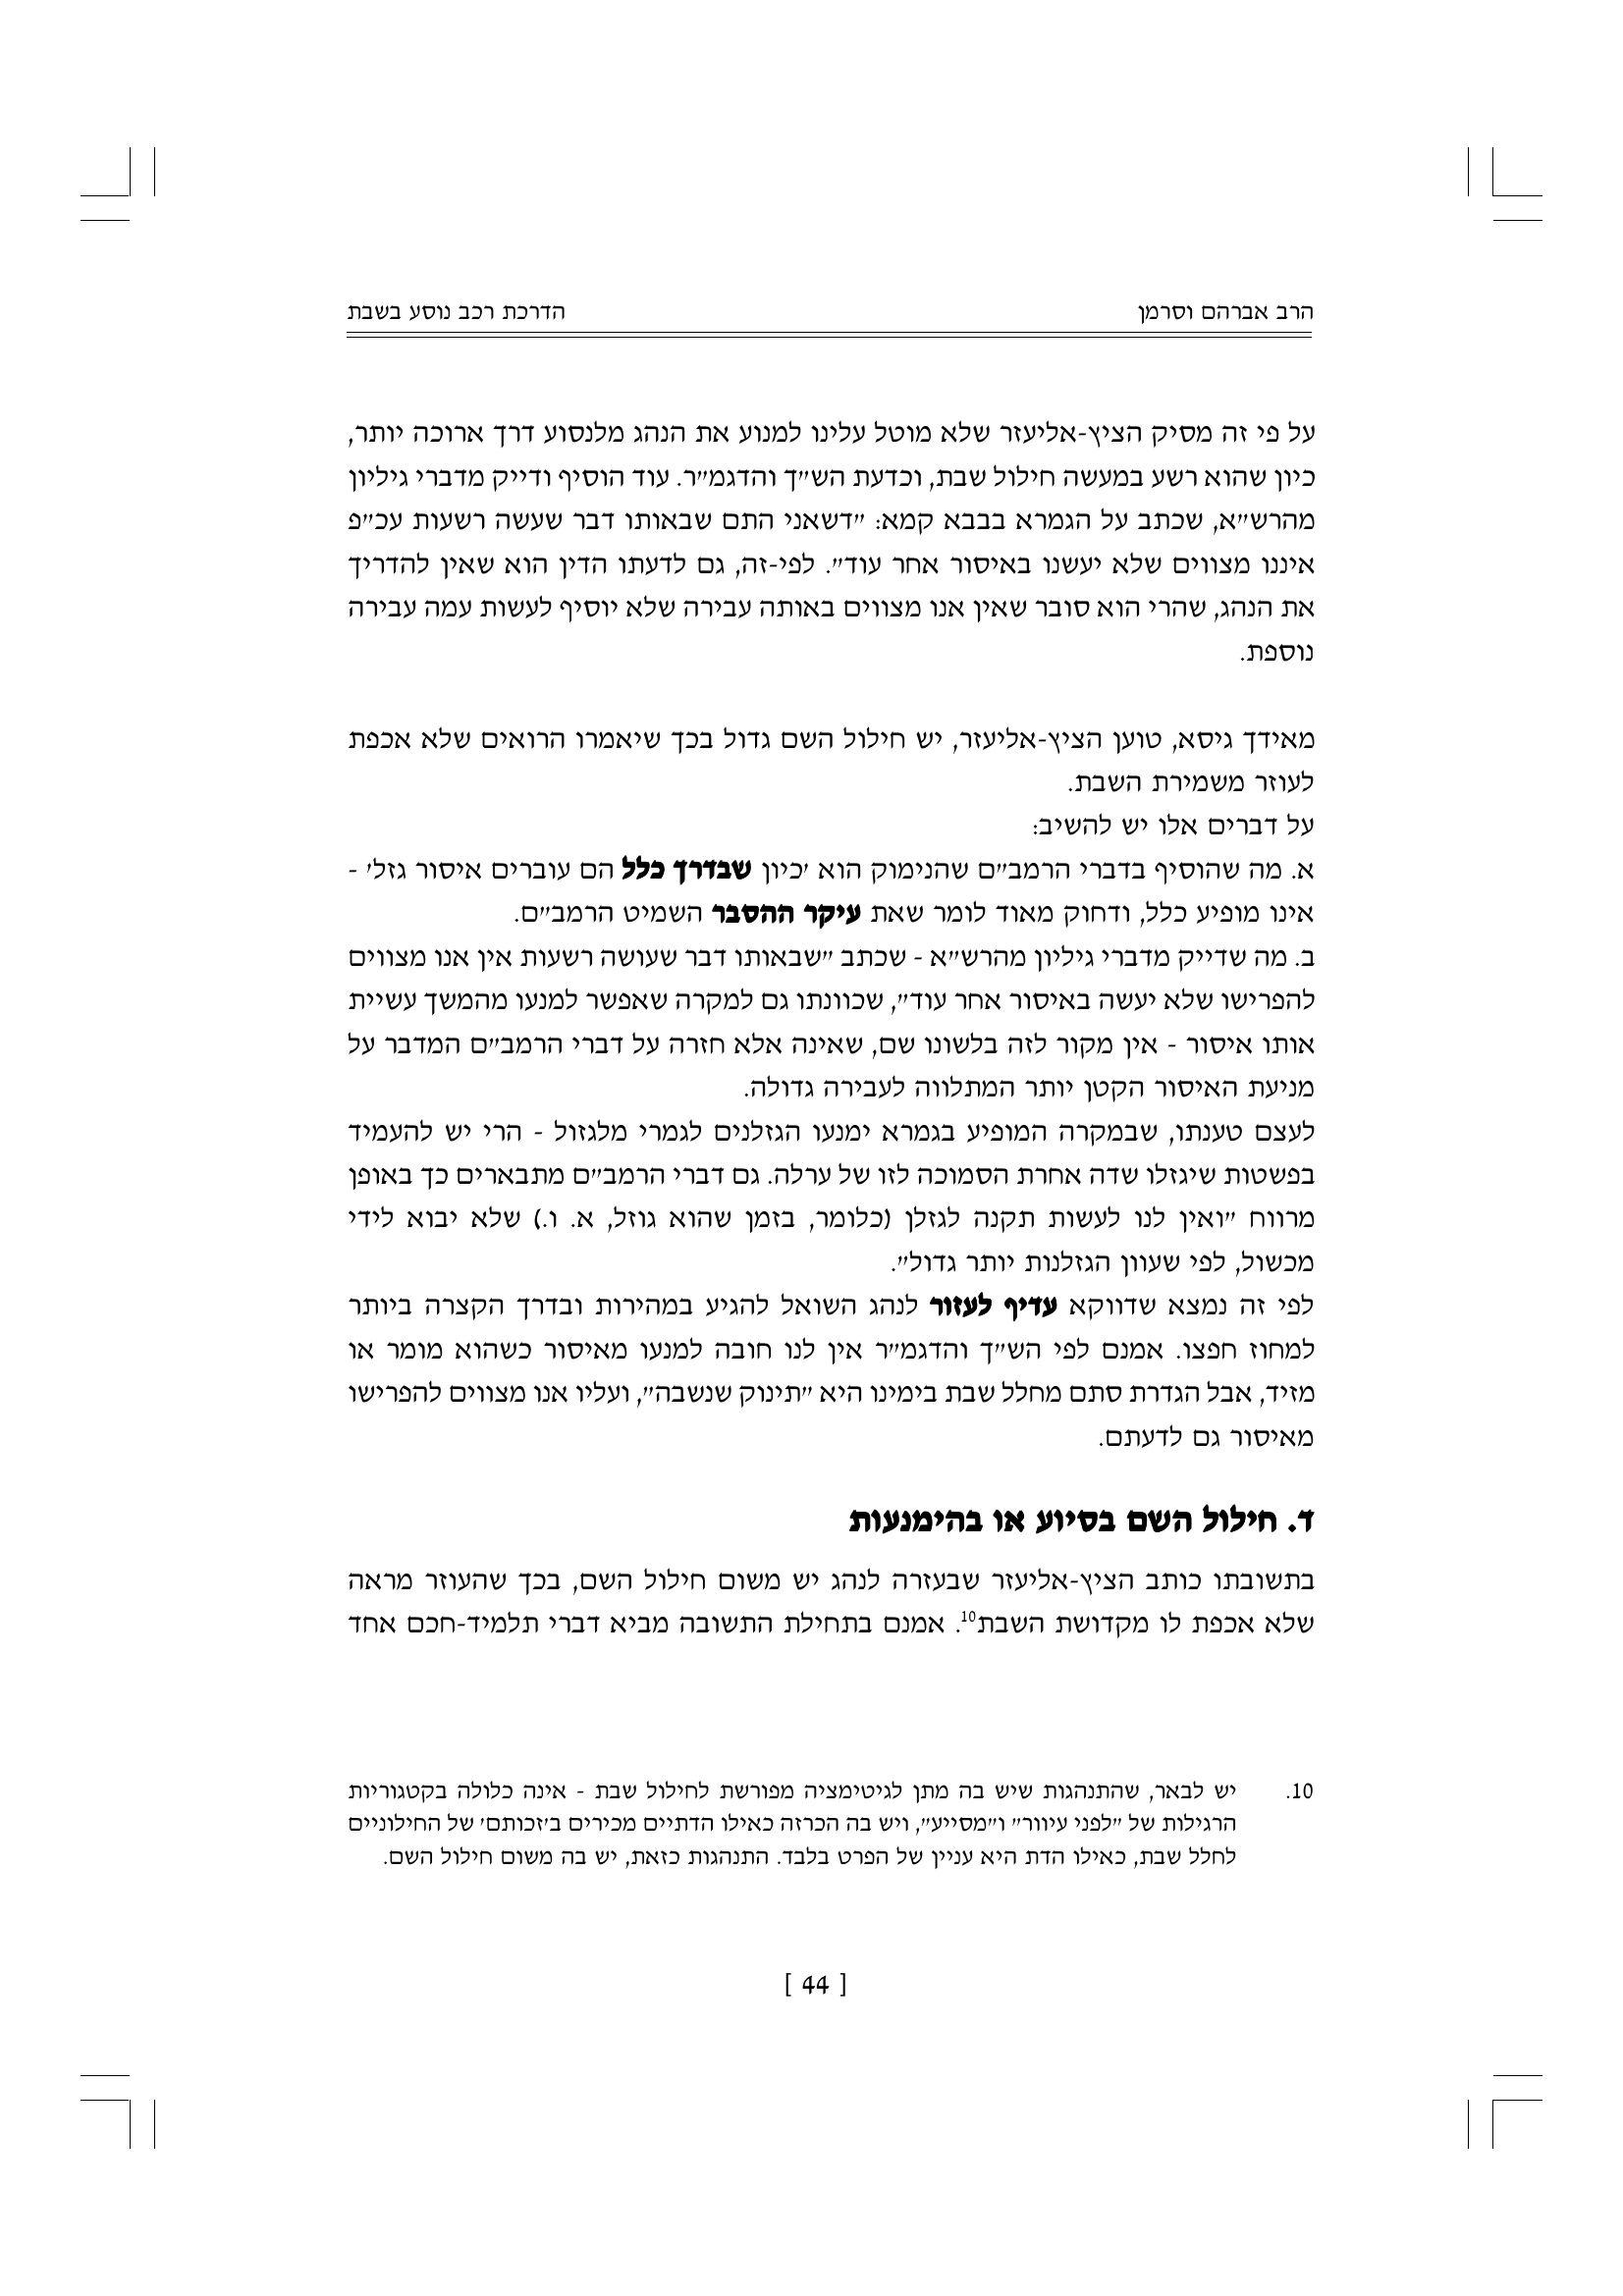 הרב אברהם וסרמן הדרכת רכב נוסע בשבת
על פי זה מסיק הציץ-אליעזר שלא מוטל עלינו למנוע את הנהג מלנסוע דרך ארוכה יותר,
כיון שהוא רשע במעשה חילול שבת, וכדעת הש״ך והדגמ״ר. עוד הוסיף ודייק מדברי גיליון
מהרש״א, שכתב על הגמרא בבבא קמא: ״דשאני התם שבאותו דבר שעשה רשעות עכ״פ
איננו מצווים שלא יעשנו באיסור אחר עוד״. לפי-זה, גם לדעתו הדין הוא שאין להדריך
את הנהג, שהרי הוא סובר שאין אנו מצווים באותה עבירה שלא יוסיף לעשות עמה עבירה
נוספת.
מאידך גיסא, טוען הציץ-אליעזר, יש חילול השם גדול בכך שיאמרו הרואים שלא אכפת
לעוזר משמירת השבת.
על דברים אלו יש להשיב:
א. מה שהוסיף בדברי הרמב״ם שהנימוק הוא ׳כיון שבדרך כלל הם עוברים איסור גזל׳ -
אינו מופיע כלל, ודחוק מאוד לומר שאת עיקר ההסבר השמיט הרמב״ם.
ב. מה שדייק מדברי גיליון מהרש״א - שכתב ״שבאותו דבר שעושה רשעות אין אנו מצווים
להפרישו שלא יעשה באיסור אחר עוד״, שכוונתו גם למקרה שאפשר למנעו מהמשך עשיית
אותו איסור - אין מקור לזה בלשונו שם, שאינה אלא חזרה על דברי הרמב״ם המדבר על
מניעת האיסור הקטן יותר המתלווה לעבירה גדולה.
לעצם טענתו, שבמקרה המופיע בגמרא ימנעו הגזלנים לגמרי מלגזול - הרי יש להעמיד
בפשטות שיגזלו שדה אחרת הסמוכה לזו של ערלה. גם דברי הרמב״ם מתבארים כך באופן
מרווח ״ואין לנו לעשות תקנה לגזלן (כלומר, בזמן שהוא גוזל, א. ו.) שלא יבוא לידי
מכשול, לפי שעוון הגזלנות יותר גדול״.
לפי זה נמצא שדווקא עדיף לעזור לנהג השואל להגיע במהירות ובדרך הקצרה ביותר
למחוז חפצו. אמנם לפי הש״ך והדגמ״ר אין לנו חובה למנעו מאיסור כשהוא מומר או
מזיד, אבל הגדרת סתם מחלל שבת בימינו היא ״תינוק שנשבה״, ועליו אנו מצווים להפרישו
מאיסור גם לדעתם.
ד. חילול השם בסיוע או בהימנעות
בתשובתו כותב הציץ-אליעזר שבעזרה לנהג יש משום חילול השם, בכך שהעוזר מראה
שלא אכפת לו מקדושת השבת10. אמנם בתחילת התשובה מביא דברי תלמיד-חכם אחד
10. יש לבאר, שהתנהגות שיש בה מתן לגיטימציה מפורשת לחילול שבת - אינה כלולה בקטגוריות
הרגילות של ״לפני עיוור״ ו״מסייע״, ויש בה הכרזה כאילו הדתיים מכירים ב׳זכותם׳ של החילוניים
לחלל שבת, כאילו הדת היא עניין של הפרט בלבד. התנהגות כזאת, יש בה משום חילול השם.
[ 44 ]